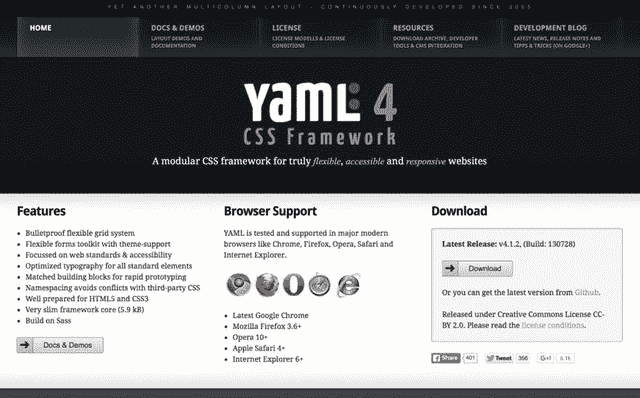 YET ANOTHER MULTICOLUMN LAYOUT - CONTINUOUSLY DEVELOPED SINCE 2005
HOME
DOCS & DEMOS
LAYOUT DEMOS AND
DOCUMENTATION
LICENSE
LICENSE MODELLS & LICENSE
CONDITIONS
RESOURCES
DOWNLOAD ARCHIVE, DEVELOPER
TOOLS & CMS INTEGRATION
DEVELOPMENT BLOG
LATEST NEWS, RELEASE NOTES AND
TIPPS & TRICKS (ON GOOGLE+)
YAML 4
CSS Framework
A modular CSS framework for truly flexible, accessible and responsive websites
Features
Bulletproof flexible grid system
Flexible forms toolkit with theme-support
Focussed on web standards & accessibility
Optimized typography for all standard elements
Matched building blocks for rapid prototyping
Namespacing avoids conflicts with third-party CSS
Well prepared for HTML5 and CSS3
Very slim framework core (5.9 kB)
Build on Sass
Docs & Demos
Browser Support
YAML is tested and supported in major modern
browsers like Chrome, Firefox, Opera, Safari and
Internet Explorer.
Latest Google Chrome
Mozilla Firefox 3.6+
Opera 10+
Apple Safari 4+
Internet Explorer 6+
Download
Latest Release: v4.1.2, (Build: 130728)
Download
Or you can get the latest version from Github.
Released under Creative Commons License CC-
BY 2.0. Please read the license conditions.
Share 401 Tweet 356